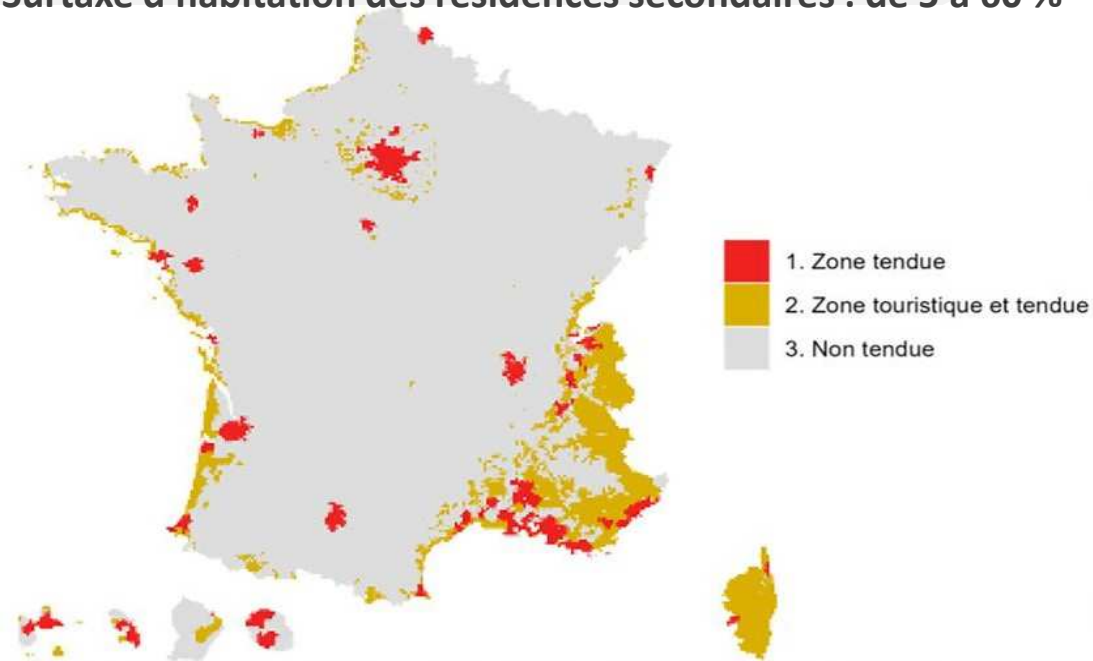 Surtaxe d'habitation des résidences secondaires : de 5 à 60 %
1. Zone tendue
2. Zone touristique et tendue
3. Non tendue